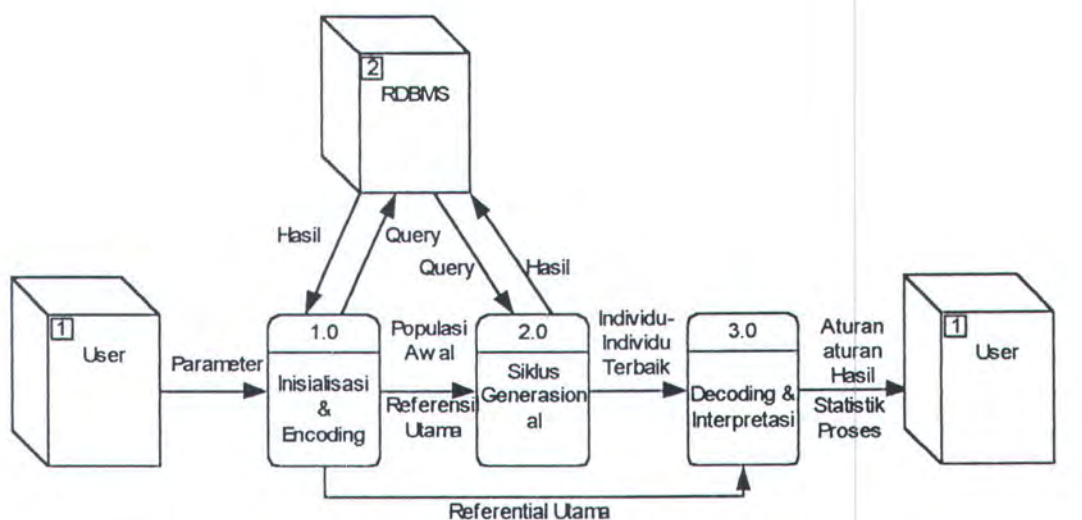 2
RDBMS
Hasil
Query
Query
Hasil
1
User
Parameter
1.0
Inisialisasi
&
Encoding
Populasi
Awal
Referensi
Utama
2.0
Siklus
Generasion
al
Individu-
Individu
Terbaik
3.0
Decoding &
Interpretasi
Aturan
aturan
Hasil
Statistik
Proses
1
User
Referential Utama